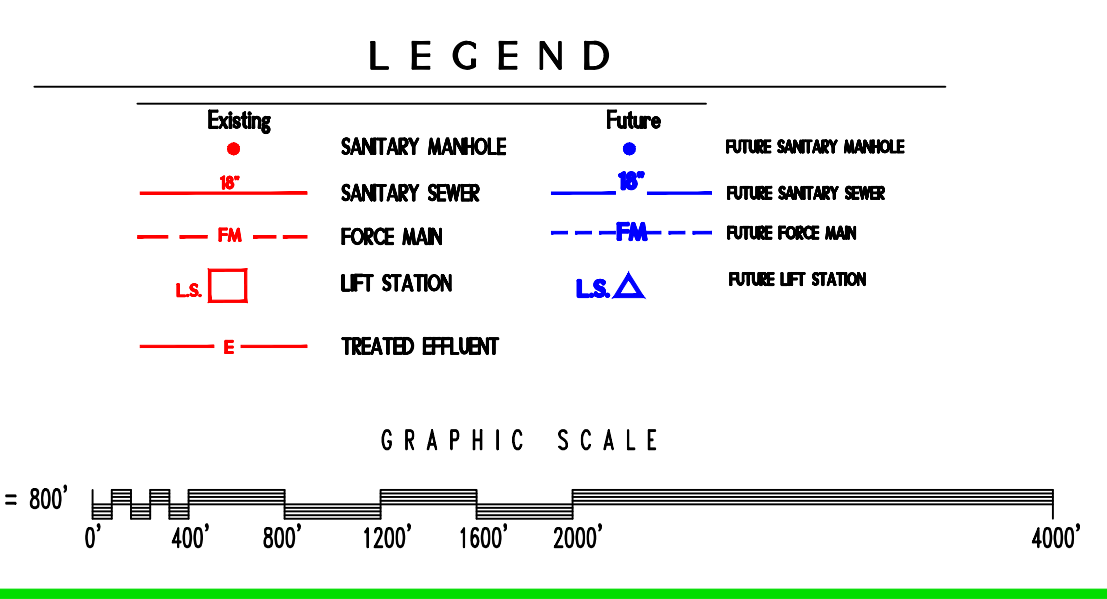 LEGEND
Existing Future
SANITARY MANHOLE FUTURE SANITARY MANHOLE
18" SANITARY SEWER 18" FUTURE SANITARY SEWER
FM FORCE MAIN FM FUTURE FORCE MAIN
L.S. LIFT STATION L.S. FUTURE LIFT STATION
E TREATED EFFLUENT
GRAPHIC SCALE
= 800'
0' 400' 800' 1200' 1600' 2000' 4000'